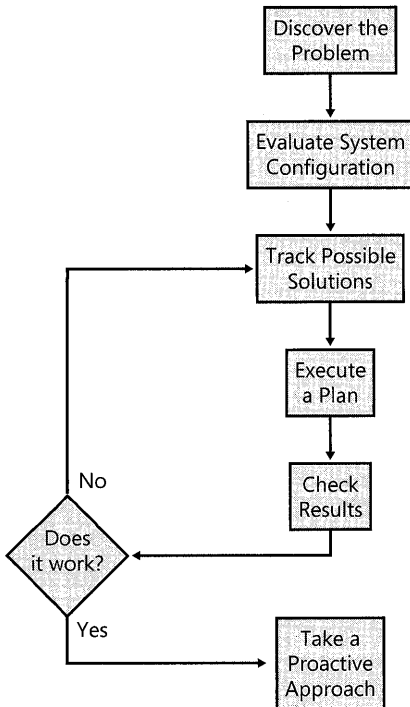 Discover the
Problem
Evaluate System
Configuration
Track Possible
Solutions
Execute
a Plan
Check
Results
No
Does
it work?
Yes
Take a
Proactive
Approach